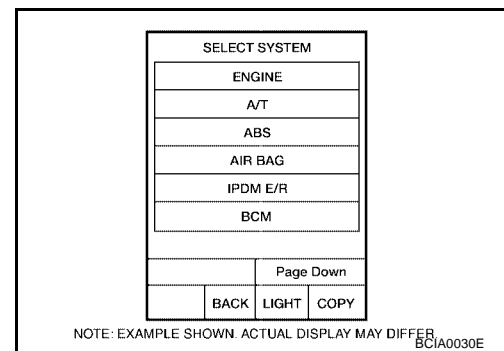 SELECT SYSTEM
ENGINE
A/T
ABS
AIR BAG
IPDM E/R
BCM
Page Down
BACK LIGHT COPY
NOTE: EXAMPLE SHOWN. ACTUAL DISPLAY MAY DIFFER.
BCIA0030E